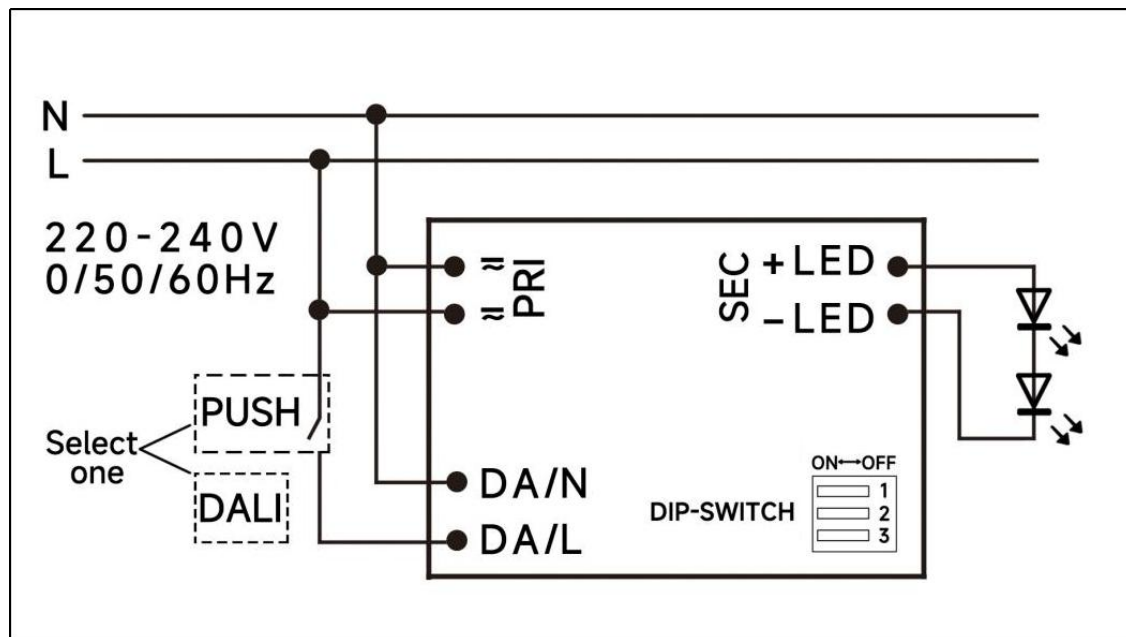 N
L
220-240V
0/50/60Hz
PRI
SEC
+LED
-LED
PUSH
Select
one
DALI
DA/N
DA/L
DIP-SWITCH
ON↔OFF
1
2
3